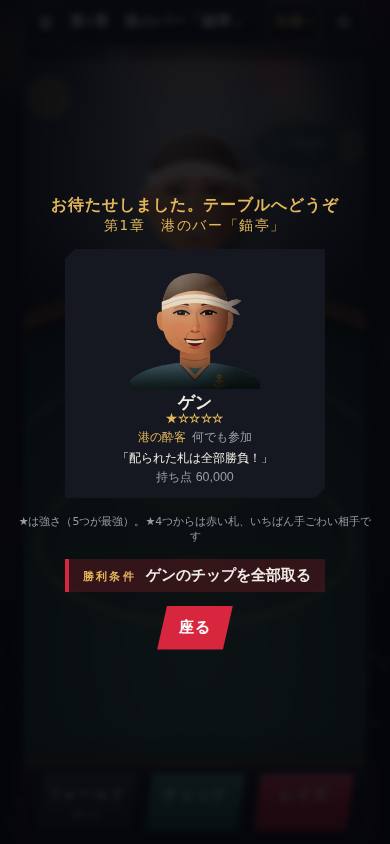 お待たせしました。テーブルへどうぞ
第1章　港のバー「錨亭」
ゲン
★☆☆☆☆
港の酔客 何でも参加
「配られた札は全部勝負！」
持ち点 60,000
★は強さ（5つが最強）。★4つからは赤い札、いちばん手ごわい相手で
す
勝利条件 ゲンのチップを全部取る
座る